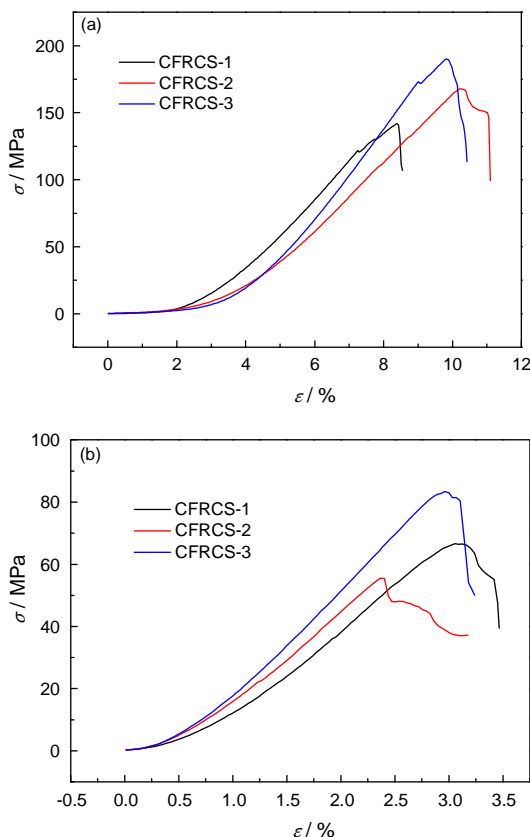 (a)
CFRCS-1
CFRCS-2
CFRCS-3
200
150
100
50
0
σ / MPa
0 2 4 6 8 10 12
ε / %
(b)
CFRCS-1
CFRCS-2
CFRCS-3
100
80
60
40
20
0
σ / MPa
-0.5 0.0 0.5 1.0 1.5 2.0 2.5 3.0 3.5
ε / %